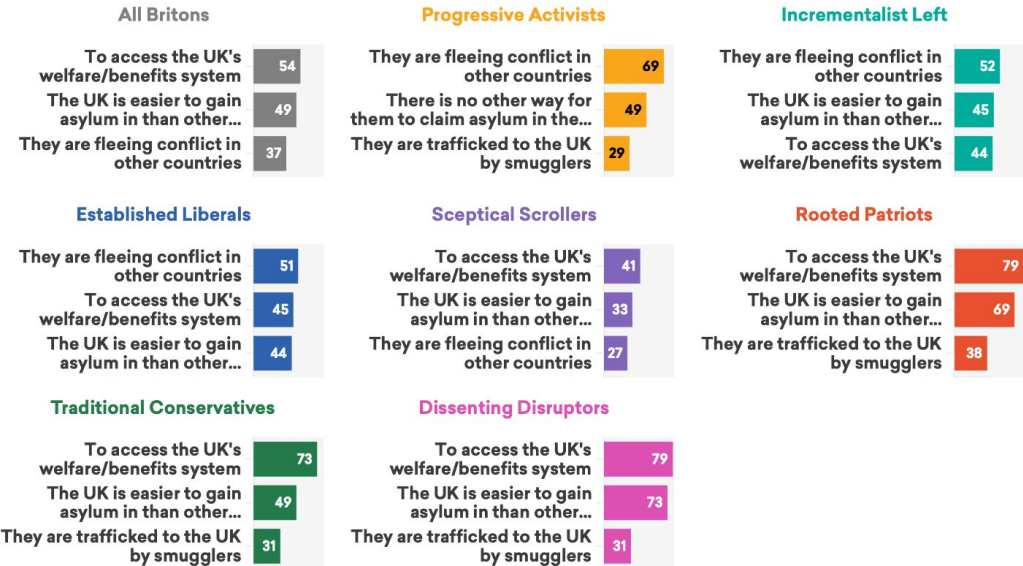 All Britons
To access the UK's
welfare/benefits system
54
The UK is easier to gain
asylum in than other...
49
They are fleeing conflict in
other countries
37
Progressive Activists
They are fleeing conflict in
other countries
69
There is no other way for
them to claim asylum in the...
49
They are trafficked to the UK
by smugglers
29
Incrementalist Left
They are fleeing conflict in
other countries
52
The UK is easier to gain
asylum in than other...
45
To access the UK's
welfare/benefits system
44
Established Liberals
They are fleeing conflict in
other countries
51
To access the UK's
welfare/benefits system
45
The UK is easier to gain
asylum in than other...
44
Sceptical Scrollers
To access the UK's
welfare/benefits system
41
The UK is easier to gain
asylum in than other...
33
They are fleeing conflict in
other countries
27
Rooted Patriots
To access the UK's
welfare/benefits system
79
The UK is easier to gain
asylum in than other...
69
They are trafficked to the UK
by smugglers
38
Traditional Conservatives
To access the UK's
welfare/benefits system
73
The UK is easier to gain
asylum in than other...
49
They are trafficked to the UK
by smugglers
31
Dissenting Disruptors
To access the UK's
welfare/benefits system
79
The UK is easier to gain
asylum in than other...
73
They are trafficked to the UK
by smugglers
31